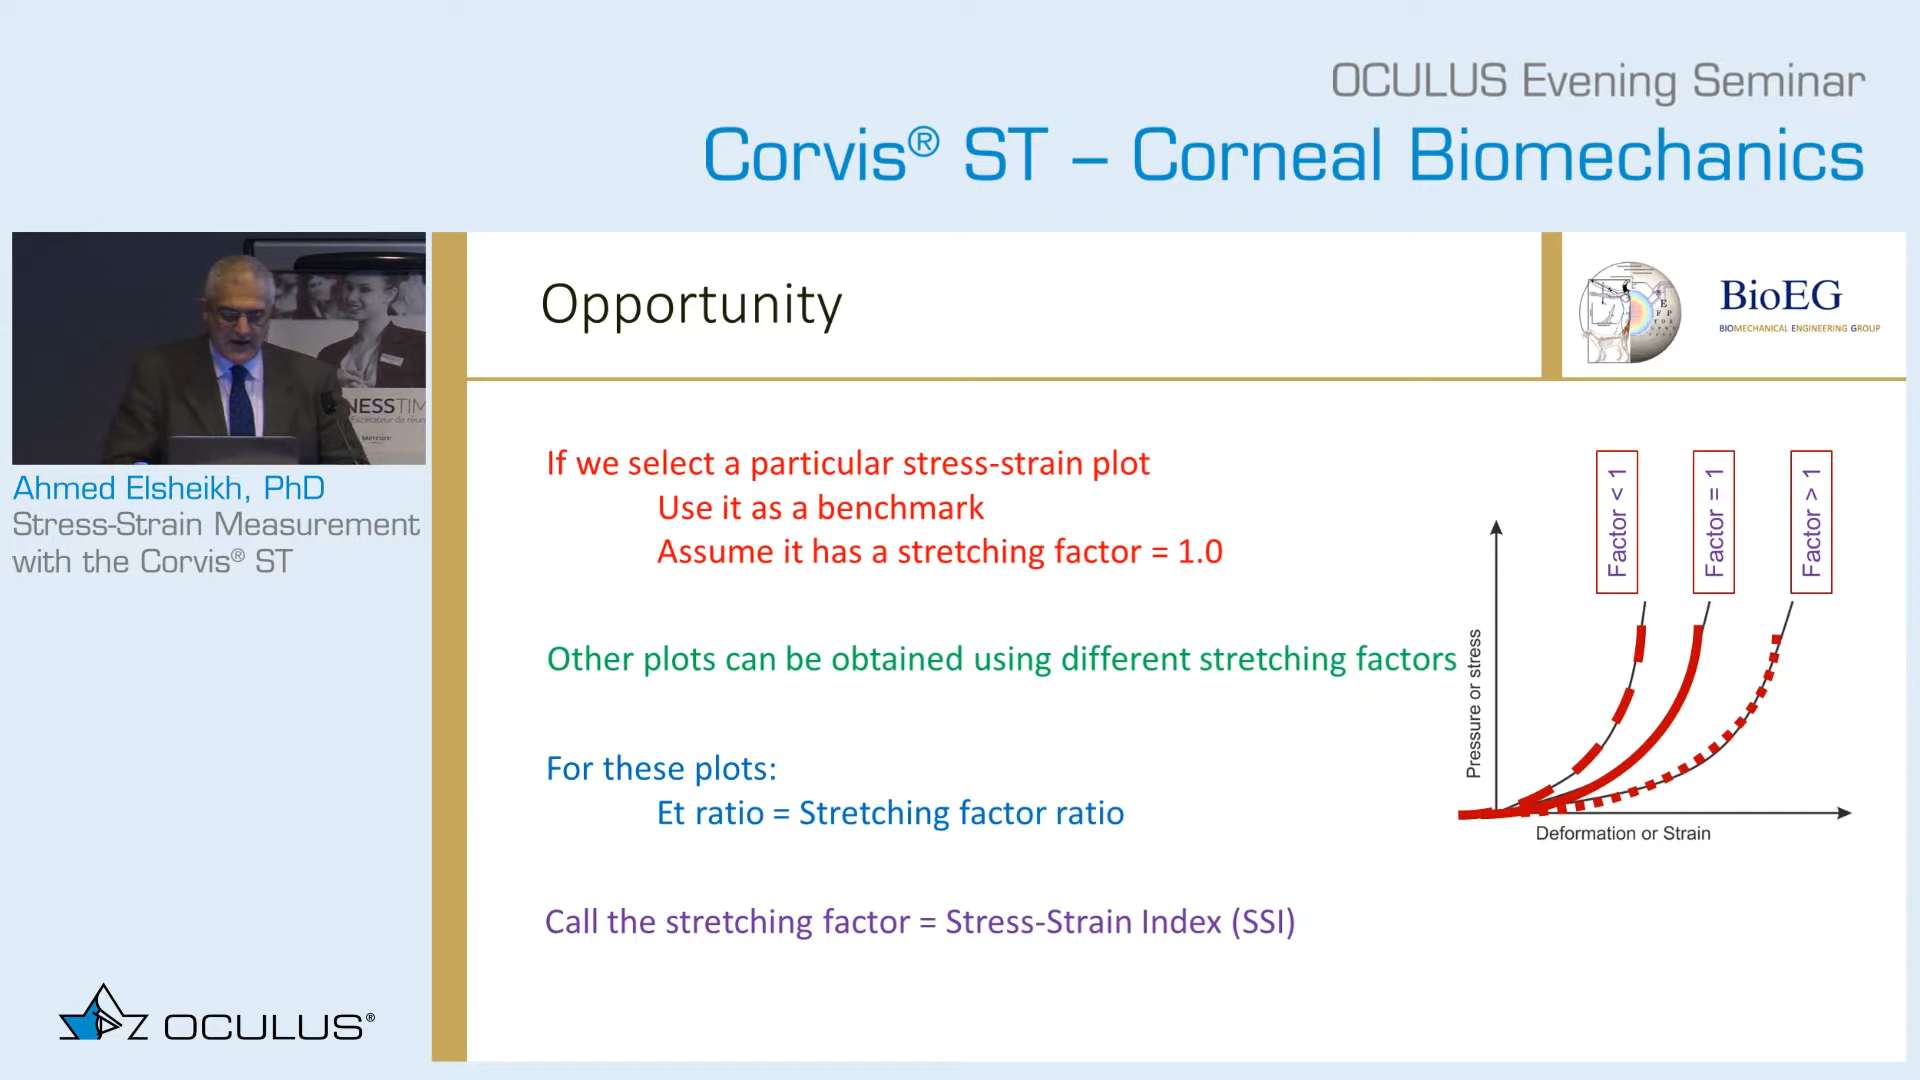 OCULUS Evening Seminar
Corvis® ST – Corneal Biomechanics
Ahmed Elsheikh, PhD
Stress-Strain Measurement
with the Corvis® ST
OCULUS®
Opportunity
BioEG
BIOMECHANICAL ENGINEERING GROUP
If we select a particular stress-strain plot
Use it as a benchmark
Assume it has a stretching factor = 1.0
Other plots can be obtained using different stretching factors
For these plots:
Et ratio = Stretching factor ratio
Call the stretching factor = Stress-Strain Index (SSI)
Factor < 1
Factor = 1
Factor > 1
Pressure or stress
Deformation or Strain
NESSTIM
Mercure